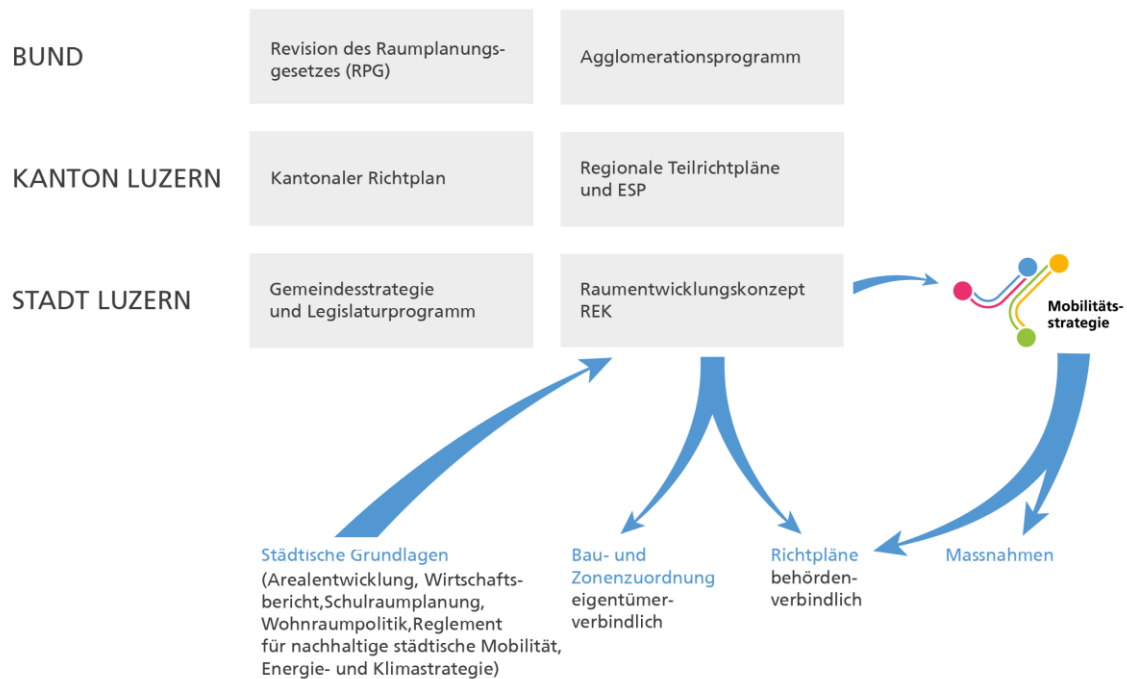 BUND
Revision des Raumplanungs-
gesetzes (RPG)
Agglomerationsprogramm
KANTON LUZERN
Kantonaler Richtplan
Regionale Teilrichtpläne
und ESP
STADT LUZERN
Gemeindesstrategie
und Legislaturprogramm
Raumentwicklungskonzept
REK
Mobilitäts-
strategie
Städtische Grundlagen
(Arealentwicklung, Wirtschafts-
bericht,Schulraumplanung,
Wohnraumpolitik,Reglement
für nachhaltige städtische Mobilität,
Energie- und Klimastrategie)
Bau- und
Zonenzuordnung
eigentümer-
verbindlich
Richtpläne
behörden-
verbindlich
Massnahmen